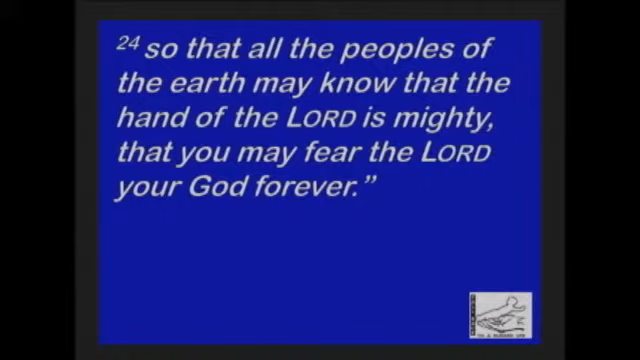 24 so that all the peoples of
the earth may know that the
hand of the LORD is mighty,
that you may fear the LORD
your God forever.”